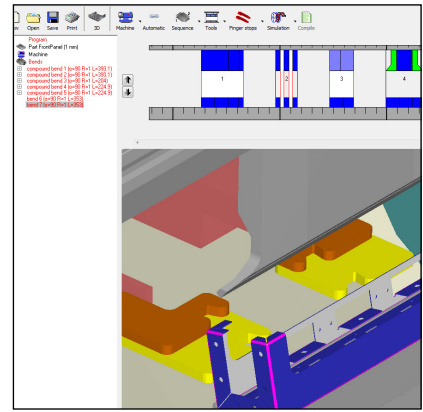 Open Save Print 3D Machine Automatic Sequence Tools Finger stops Simulation Compile
Program
Part FrontPanel (1 mm)
Machine
Bends
compound bend 1 (α=90 R=1 L=393.1)
compound bend 2 (α=90 R=1 L=393.1)
compound bend 3 (α=90 R=1 L=204)
compound bend 4 (α=90 R=1 L=224.9)
compound bend 5 (α=90 R=1 L=224.9)
bend 6 (α=90 R=1 L=353)
bend 7 (α=90 R=1 L=353)
1 2 3 4